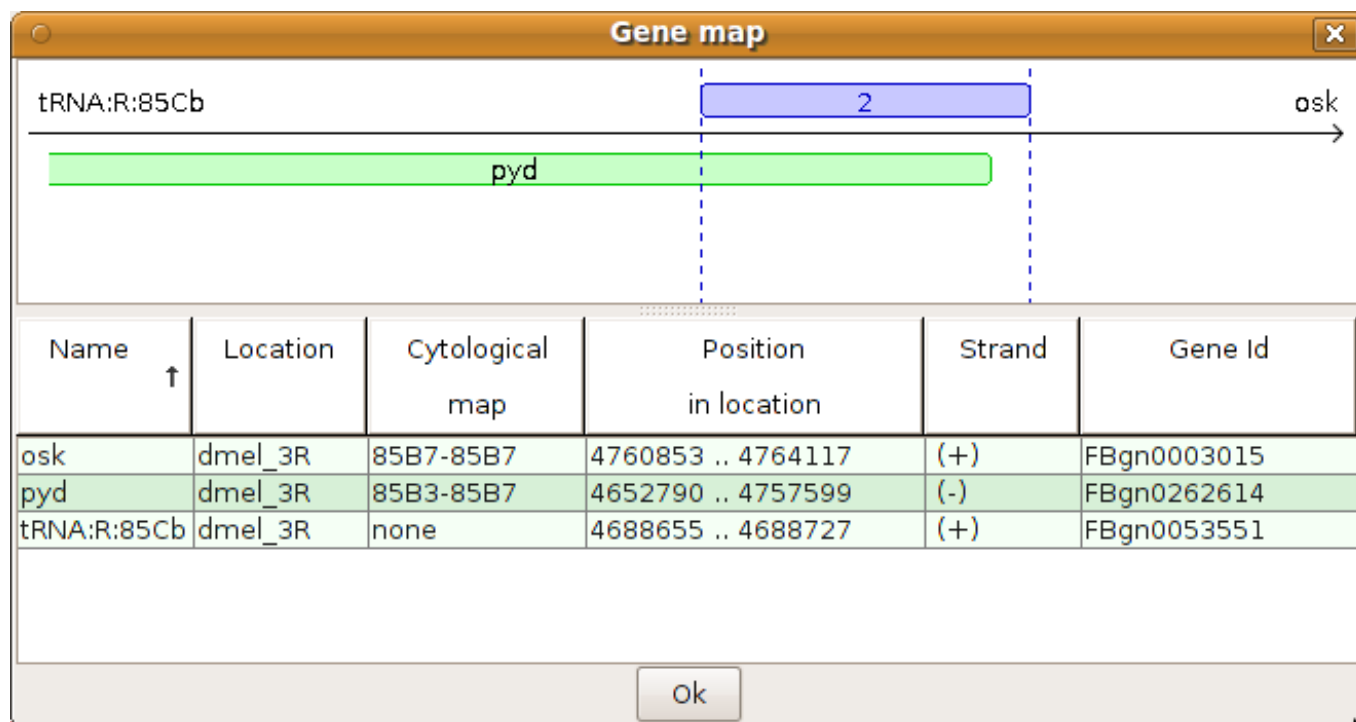 Gene map
tRNA:R:85Cb 2 osk
pyd
Name Location Cytological map Position in location Strand Gene Id
osk dmel_3R 85B7-85B7 4760853 .. 4764117 (+) FBgn0003015
pyd dmel_3R 85B3-85B7 4652790 .. 4757599 (-) FBgn0262614
tRNA:R:85Cb dmel_3R none 4688655 .. 4688727 (+) FBgn0053551
Ok